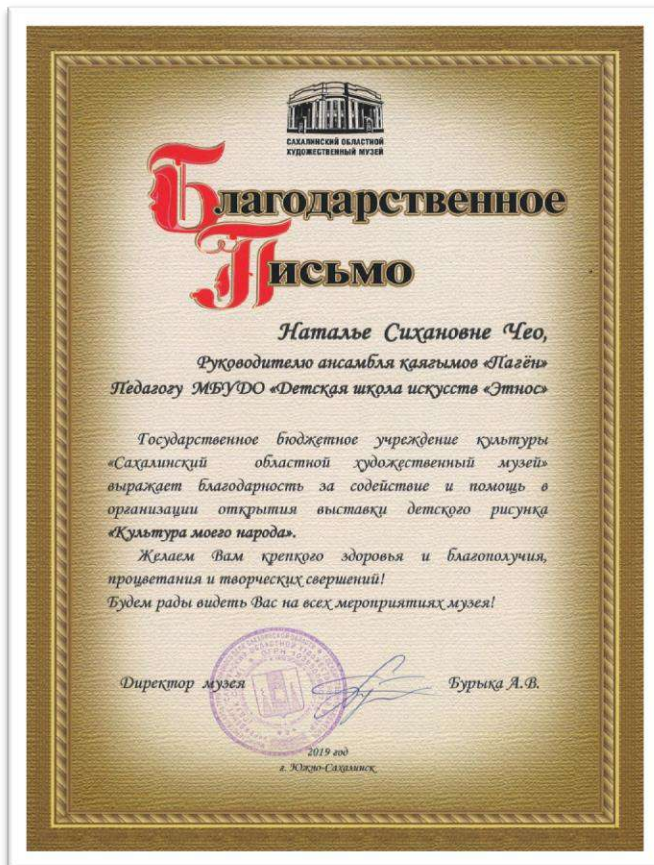 САХАЛИНСКИЙ ОБЛАСТНОЙ
ХУДОЖЕСТВЕННЫЙ МУЗЕЙ
Благодарственное
Письмо
Наталье Сихановне Чео,
Руководителю ансамбля каягымов «Пагён»
Педагогу МБУДО «Детская школа искусств «Этнос»
Государственное бюджетное учреждение культуры
«Сахалинский областной художественный музей»
выражает благодарность за содействие и помощь в
организации открытия выставки детского рисунка
«Культура моего народа».
Желаем Вам крепкого здоровья и благополучия,
процветания и творческих свершений!
Будем рады видеть Вас на всех мероприятиях музея!
Директор музея Бурыка А.В.
2019 год
г. Южно-Сахалинск